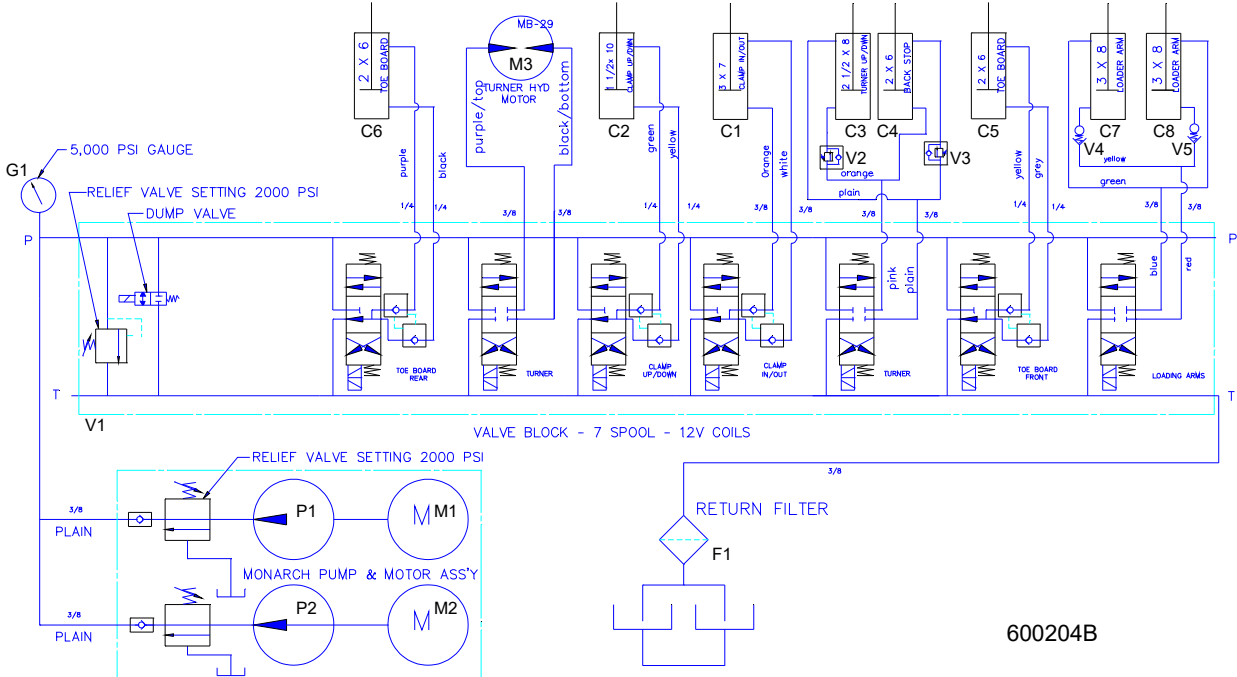 MB-29
M3
TURNER HYD
MOTOR
purple/top
black/bottom
2 X 6
TOE BOARD
C6
purple
black
1 1/2x 10
CLAMP UP/DWN
C2
green
yellow
3 X 7
CLAMP IN/OUT
C1
Orange
white
2 1/2 X 8
TURNER UP/DWN
C3
2 X 6
BACK STOP
C4
V2
V3
orange
plain
2 X 6
TOE BOARD
C5
yellow
grey
3 X 8
LOADER ARM
C7
3 X 8
LOADER ARM
C8
V4
V5
yellow
green
G1
5,000 PSI GAUGE
RELIEF VALVE SETTING 2000 PSI
DUMP VALVE
1/4
1/4
3/8
3/8
1/4
1/4
3/8
3/8
3/8
3/8
1/4
1/4
3/8
3/8
P
P
pink
plain
blue
red
TOE BOARD
REAR
TURNER
CLAMP
UP/DOWN
CLAMP
IN/OUT
TURNER
TOE BOARD
FRONT
LOADING ARMS
T
T
V1
VALVE BLOCK - 7 SPOOL - 12V COILS
RELIEF VALVE SETTING 2000 PSI
3/8
3/8
PLAIN
P1
M
M1
RETURN FILTER
F1
MONARCH PUMP & MOTOR ASS'Y
3/8
PLAIN
P2
M
M2
600204B